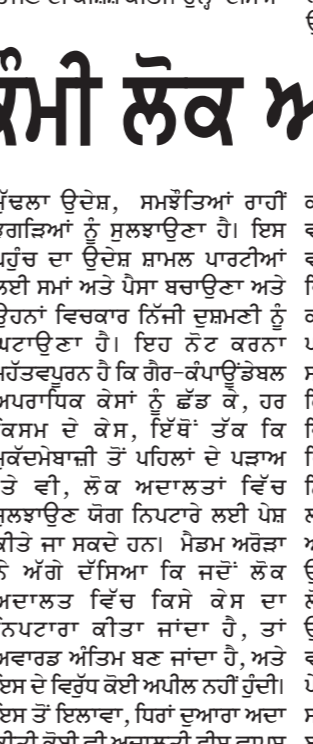 ਕੰਮੀ ਲੋਕ ਅ
ਮੁੱਢਲਾ ਉਦੇਸ਼, ਸਮਝੌਤਿਆਂ ਰਾਹੀਂ
ਝਗੜਿਆਂ ਨੂੰ ਸੁਲਝਾਉਣਾ ਹੈ। ਇਸ
ਪਹੁੰਚ ਦਾ ਉਦੇਸ਼ ਸ਼ਾਮਲ ਪਾਰਟੀਆਂ
ਲਈ ਸਮਾਂ ਅਤੇ ਪੈਸਾ ਬਚਾਉਣਾ ਅਤੇ
ਉਹਨਾਂ ਵਿਚਕਾਰ ਨਿੱਜੀ ਦੁਸ਼ਮਣੀ ਨੂੰ
ਘਟਾਉਣਾ ਹੈ। ਇਹ ਨੋਟ ਕਰਨਾ
ਮਹੱਤਵਪੂਰਨ ਹੈ ਕਿ ਗੈਰ-ਕੰਪਾਊਂਡੇਬਲ
ਅਪਰਾਧਿਕ ਕੇਸਾਂ ਨੂੰ ਛੱਡ ਕੇ, ਹਰ
ਕਿਸਮ ਦੇ ਕੇਸ, ਇੱਥੋਂ ਤੱਕ ਕਿ
ਮੁਕੱਦਮੇਬਾਜ਼ੀ ਤੋਂ ਪਹਿਲਾਂ ਦੇ ਪੜਾਅ
ਤੇ ਵੀ, ਲੋਕ ਅਦਾਲਤਾਂ ਵਿੱਚ
ਸੁਲਝਾਉਣ ਯੋਗ ਨਿਪਟਾਰੇ ਲਈ ਪੇਸ਼
ਕੀਤੇ ਜਾ ਸਕਦੇ ਹਨ। ਮੈਡਮ ਅਰੋੜਾ
ਨੇ ਅੱਗੇ ਦੱਸਿਆ ਕਿ ਜਦੋਂ ਲੋਕ
ਅਦਾਲਤ ਵਿੱਚ ਕਿਸੇ ਕੇਸ ਦਾ
ਨਿਪਟਾਰਾ ਕੀਤਾ ਜਾਂਦਾ ਹੈ, ਤਾਂ
ਅਵਾਰਡ ਅੰਤਿਮ ਬਣ ਜਾਂਦਾ ਹੈ, ਅਤੇ
ਇਸ ਦੇ ਵਿਰੁੱਧ ਕੋਈ ਅਪੀਲ ਨਹੀਂ ਹੁੰਦੀ।
ਇਸ ਤੋਂ ਇਲਾਵਾ, ਧਿਰਾਂ ਦੁਆਰਾ ਅਦਾ